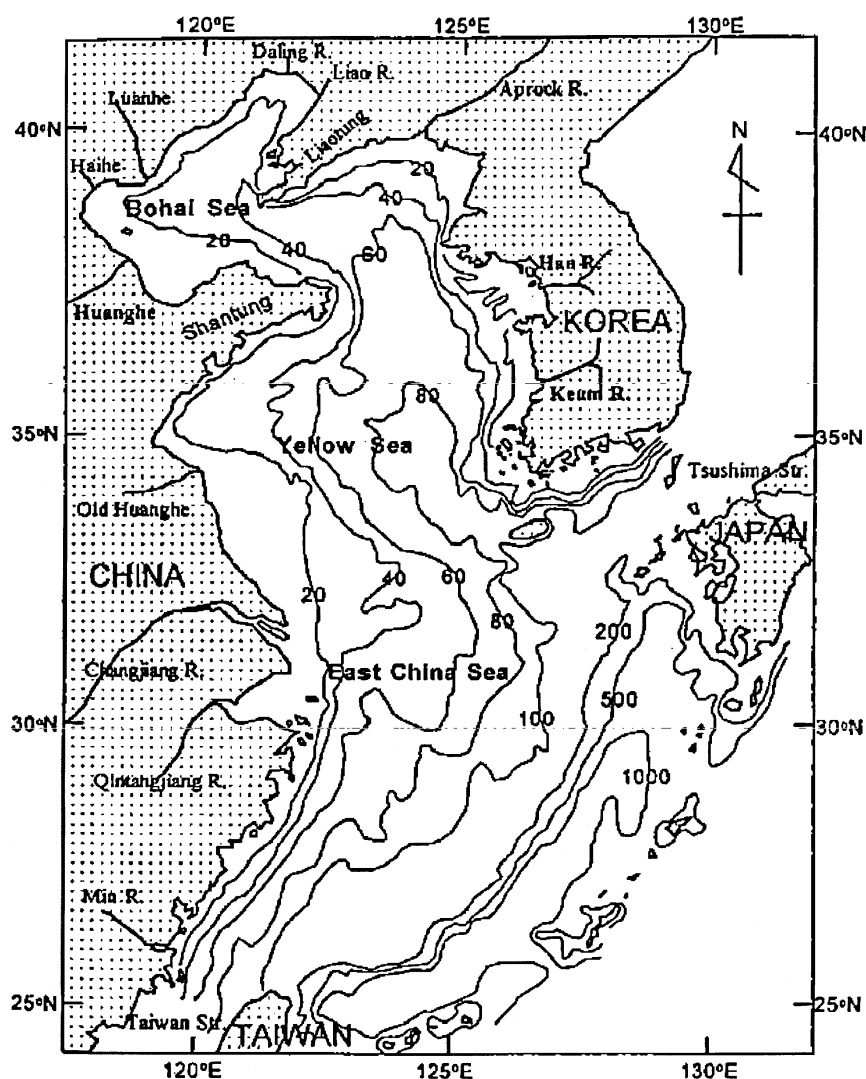 120°E 125°E 130°E
Daling R.
Liao R.
Luanhe
Aprock R.
40°N 40°N
Liaotung
N
Haihe
20
40
Bohai Sea
20
40
60
Han R.
Huanghe
Shantung
KOREA
80
Keum R.
35°N 35°N
Yellow Sea
Tsushima Str.
Old Huanghe
JAPAN
CHINA
20
40
60
80
200
Changjiang R.
East China Sea
500
30°N 100 30°N
1000
Qintangjiang R.
Min R.
25°N 25°N
Taiwan Str.
TAIWAN
120°E 125°E 130°E